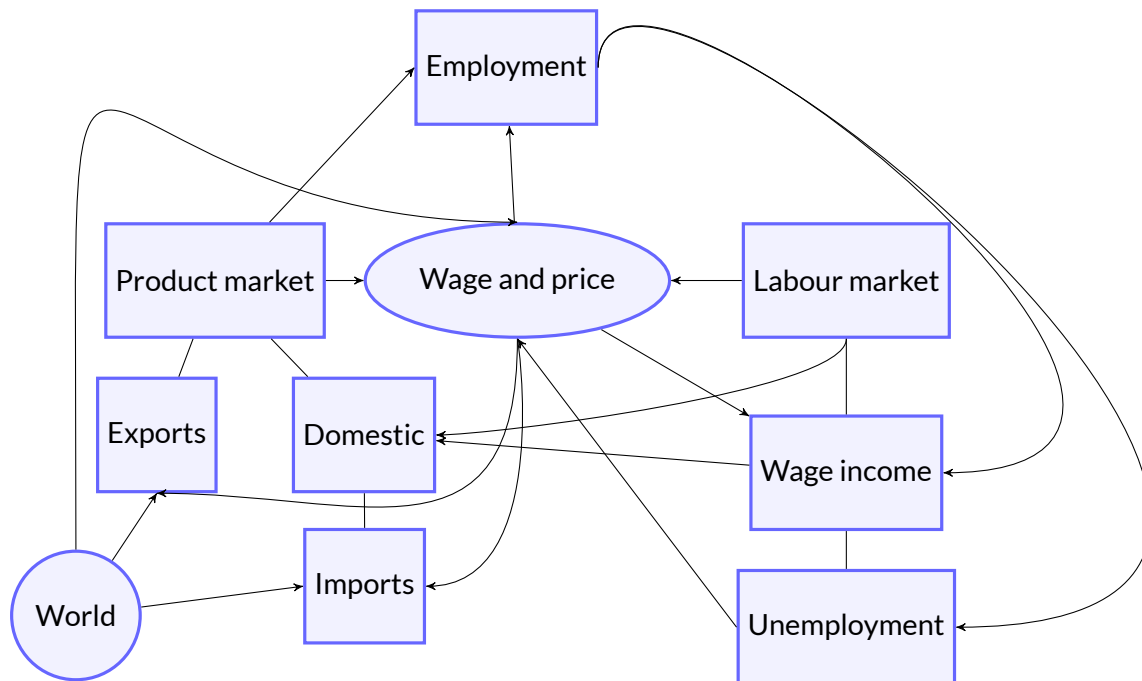 Employment
Product market
Wage and price
Labour market
Exports
Domestic
Wage income
Imports
World
Unemployment